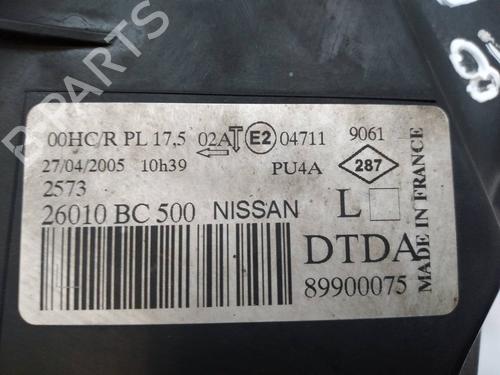 00HC/R PL 17,5 02A E2 04711 9061
27/04/2005 10h39 PU4A 287
2573
26010 BC 500 NISSAN L
DTDA
89900075
MADE IN FRANCE
B-PARTS